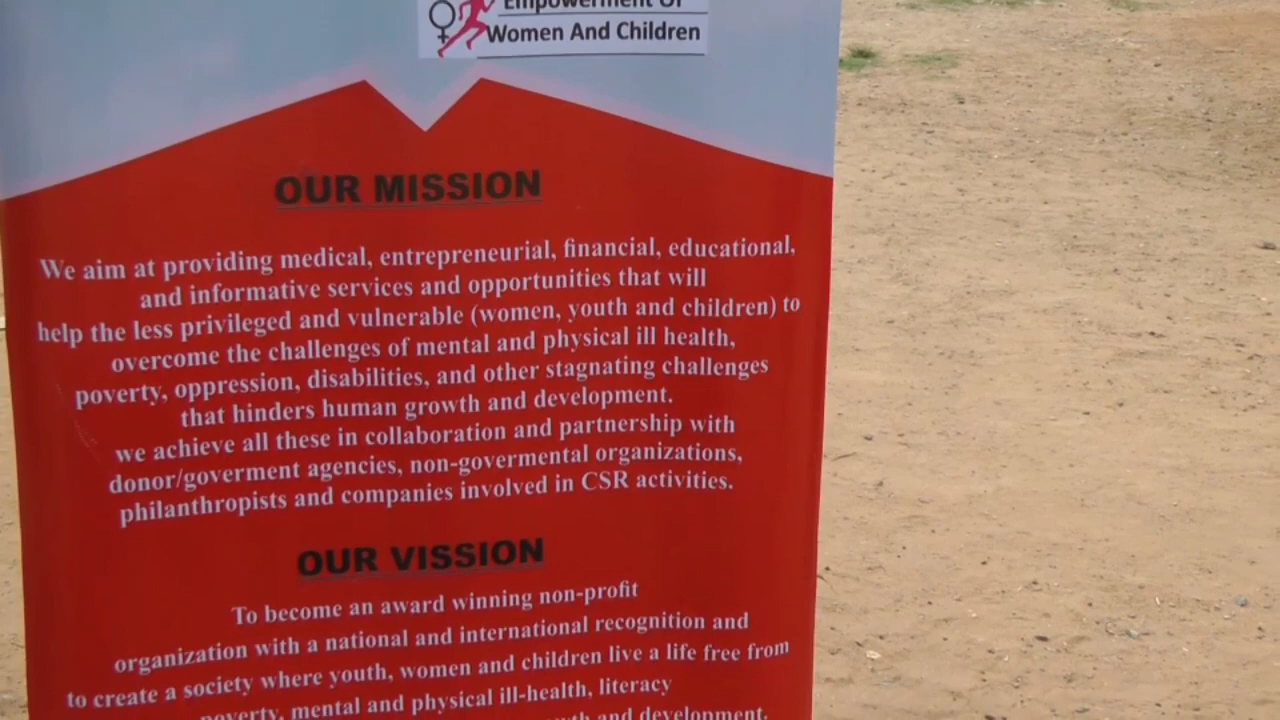 Empowerment Of
Women And Children
OUR MISSION
We aim at providing medical, entrepreneurial, financial, educational,
and informative services and opportunities that will
help the less privileged and vulnerable (women, youth and children) to
overcome the challenges of mental and physical ill health,
poverty, oppression, disabilities, and other stagnating challenges
that hinders human growth and development.
we achieve all these in collaboration and partnership with
donor/goverment agencies, non-govermental organizations,
philanthropists and companies involved in CSR activities.
OUR VISSION
To become an award winning non-profit
organization with a national and international recognition and
to create a society where youth, women and children live a life free from
poverty, mental and physical ill-health, literacy
and development.